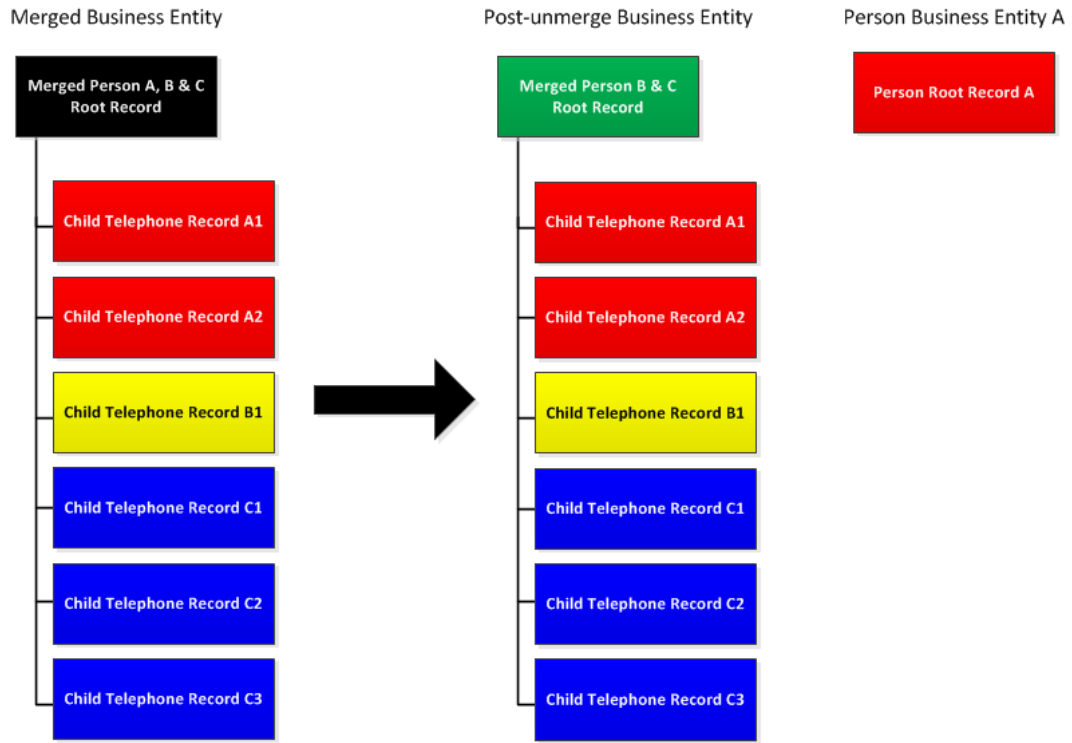 Merged Business Entity
Merged Person A, B & C
Root Record
Child Telephone Record A1
Child Telephone Record A2
Child Telephone Record B1
Child Telephone Record C1
Child Telephone Record C2
Child Telephone Record C3
Post-unmerge Business Entity
Merged Person B & C
Root Record
Child Telephone Record A1
Child Telephone Record A2
Child Telephone Record B1
Child Telephone Record C1
Child Telephone Record C2
Child Telephone Record C3
Person Business Entity A
Person Root Record A